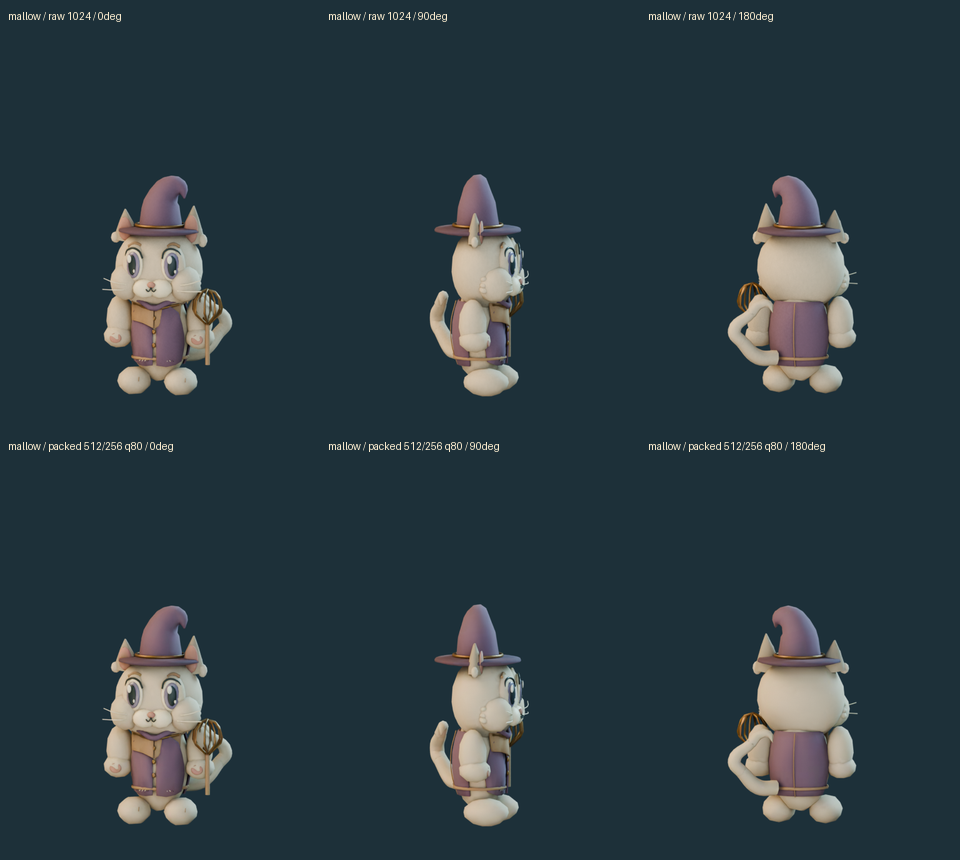 mallow / raw 1024 / 0deg
mallow / raw 1024 / 90deg
mallow / raw 1024 / 180deg
mallow / packed 512/256 q80 / 0deg
mallow / packed 512/256 q80 / 90deg
mallow / packed 512/256 q80 / 180deg